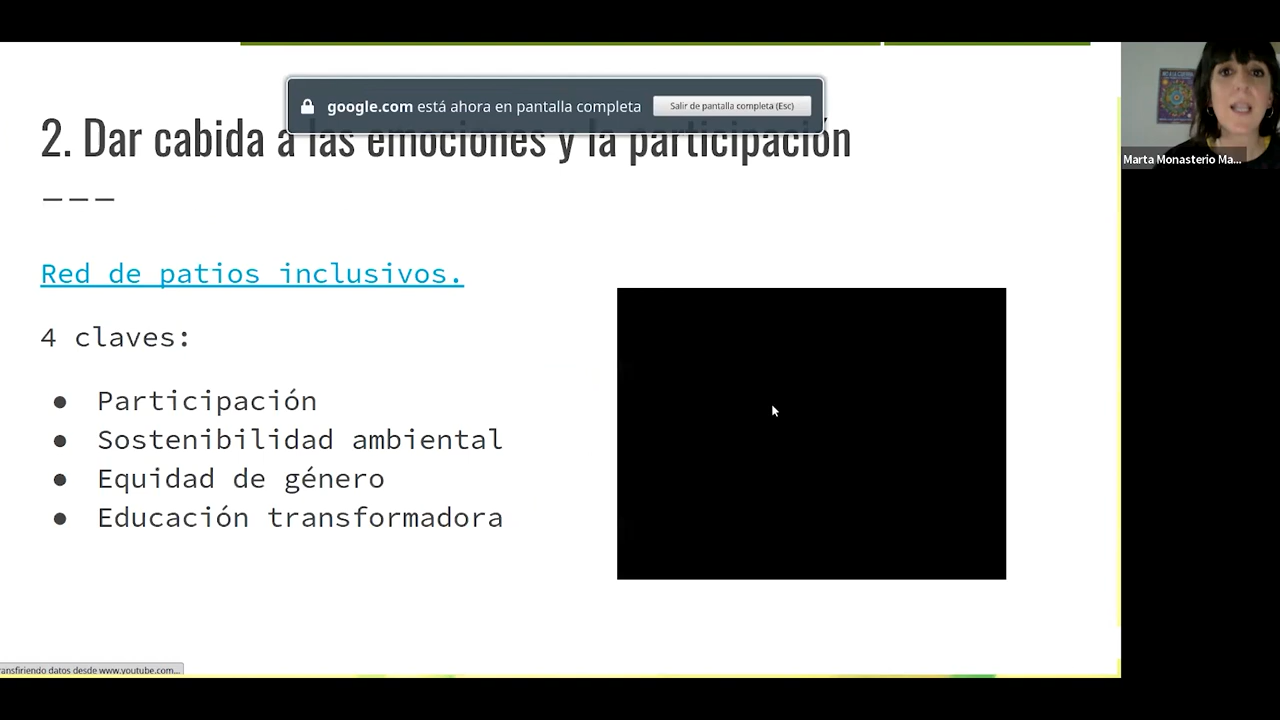 google.com está ahora en pantalla completa
Salir de pantalla completa (Esc)
2. Dar cabida a las emociones y la participación
Marta Monasterio Ma...
Red de patios inclusivos.
4 claves:
● Participación
● Sostenibilidad ambiental
● Equidad de género
● Educación transformadora
ransfiriendo datos desde www.youtube.com...